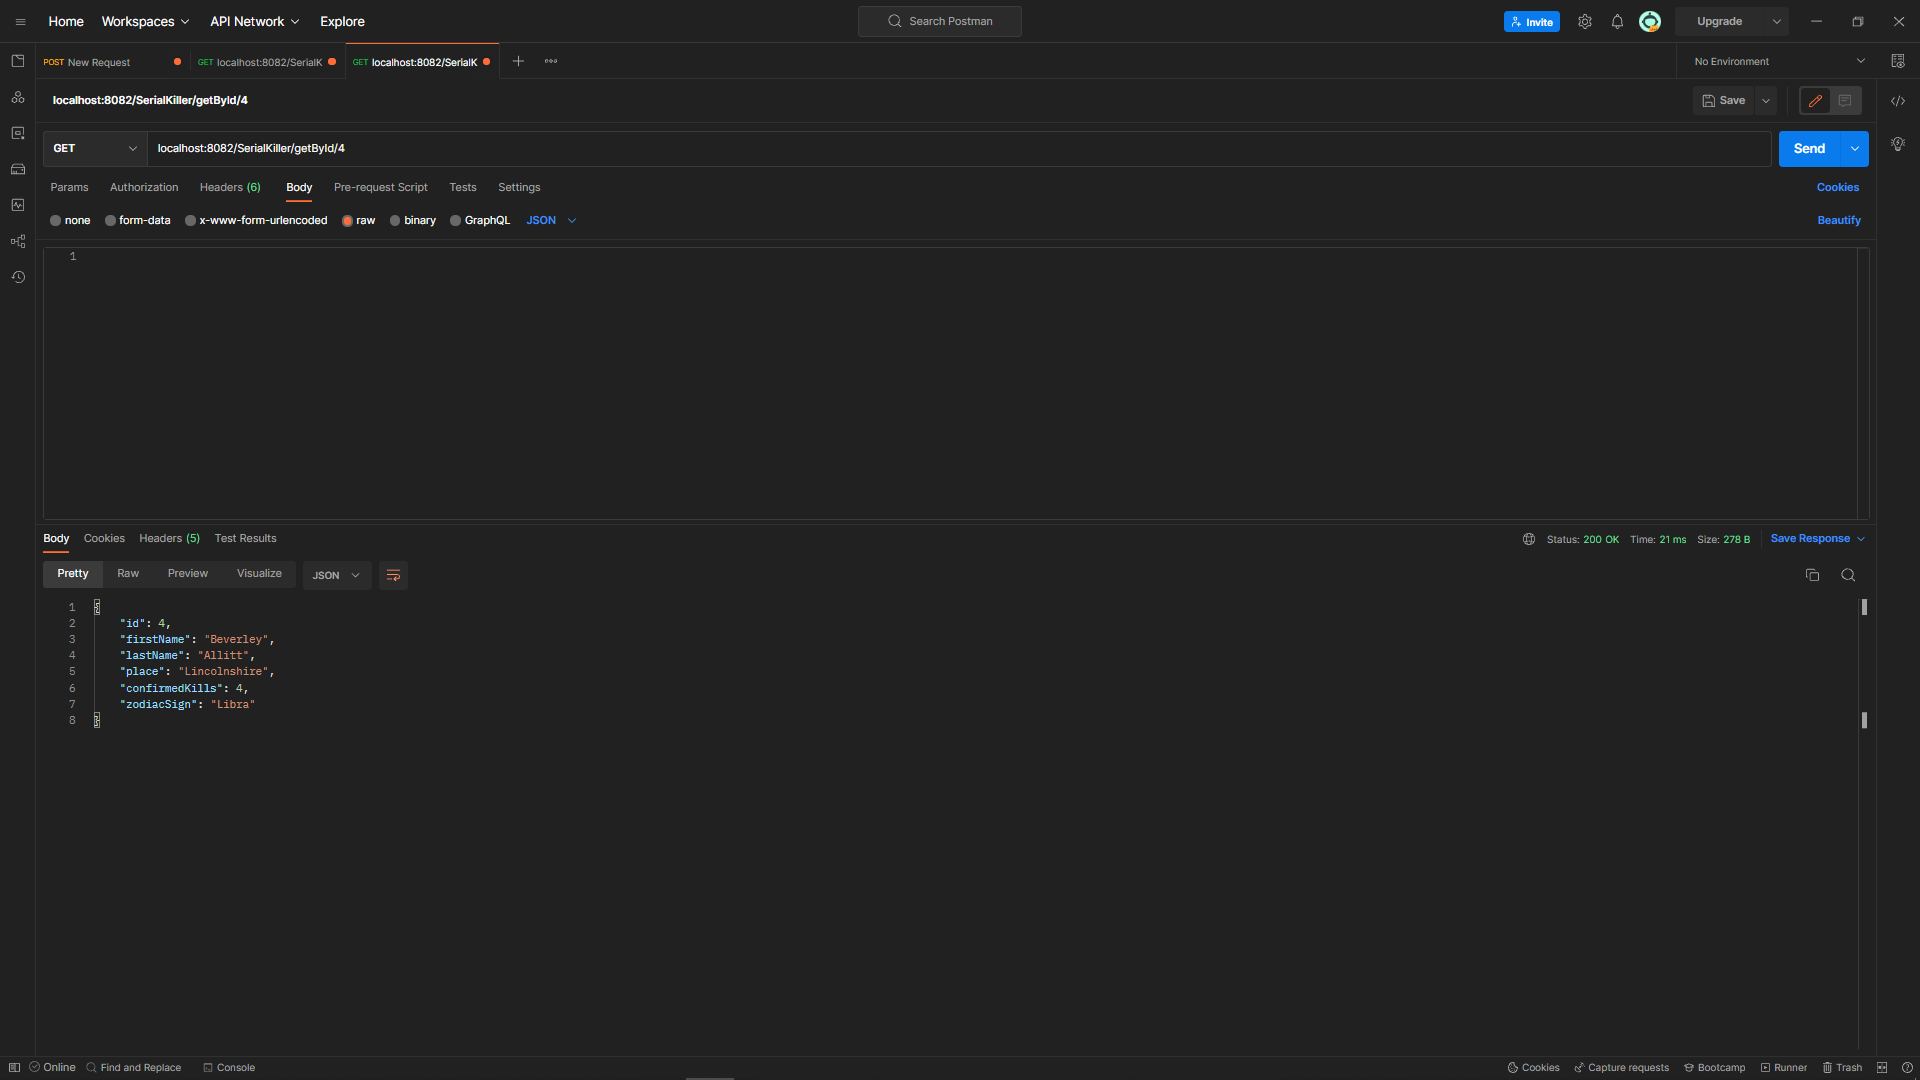 Home Workspaces API Network Explore Search Postman Invite Upgrade
POST New Request GET localhost:8082/SerialK GET localhost:8082/SerialK No Environment
localhost:8082/SerialKiller/getById/4 Save
GET localhost:8082/SerialKiller/getById/4 Send
Params Authorization Headers (6) Body Pre-request Script Tests Settings Cookies
none form-data x-www-form-urlencoded raw binary GraphQL JSON Beautify
1
Body Cookies Headers (5) Test Results Status: 200 OK Time: 21 ms Size: 278 B Save Response
Pretty Raw Preview Visualize JSON
1 {
2 "id": 4,
3 "firstName": "Beverley",
4 "lastName": "Allitt",
5 "place": "Lincolnshire",
6 "confirmedKills": 4,
7 "zodiacSign": "Libra"
8 }
Online Find and Replace Console Cookies Capture requests Bootcamp Runner Trash